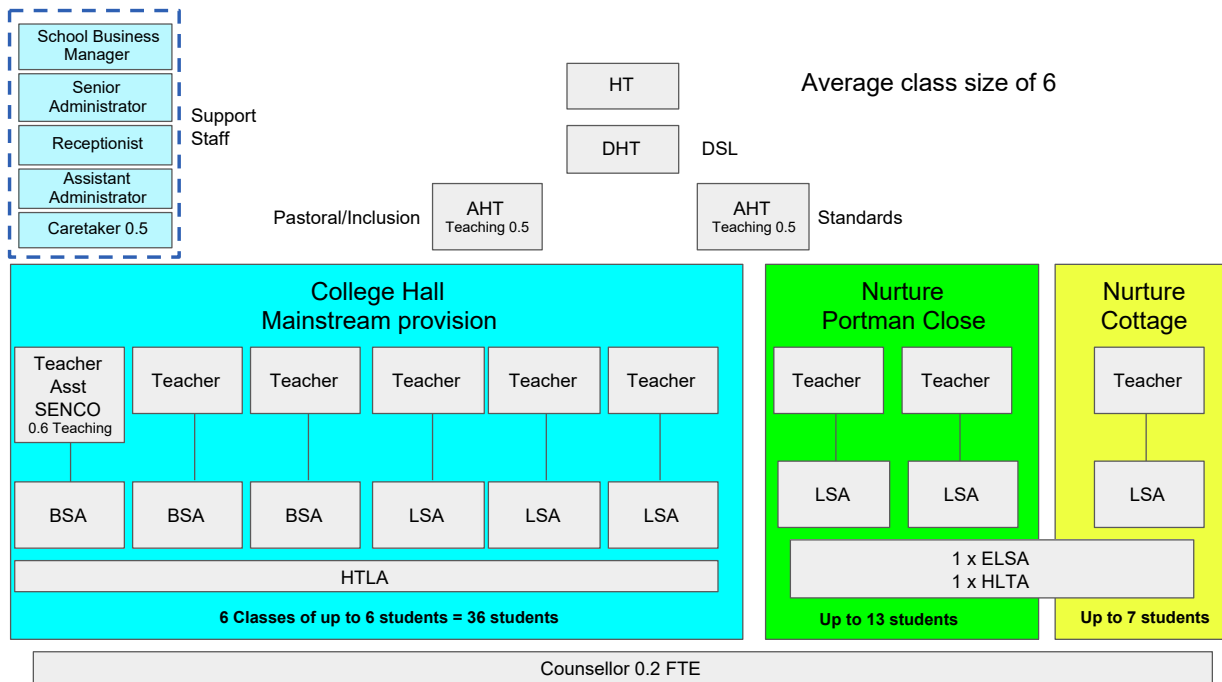 School Business
Manager
Senior
Administrator
Receptionist
Assistant
Administrator
Caretaker 0.5
Support
Staff
HT
Average class size of 6
DHT
DSL
Pastoral/Inclusion
AHT
Teaching 0.5
AHT
Teaching 0.5
Standards
College Hall
Mainstream provision
Teacher
Asst
SENCO
0.6 Teaching
Teacher
Teacher
Teacher
Teacher
Teacher
BSA
BSA
BSA
LSA
LSA
LSA
HTLA
6 Classes of up to 6 students = 36 students
Nurture
Portman Close
Teacher
Teacher
LSA
LSA
Nurture
Cottage
Teacher
LSA
1 x ELSA
1 x HLTA
Up to 13 students
Up to 7 students
Counsellor 0.2 FTE